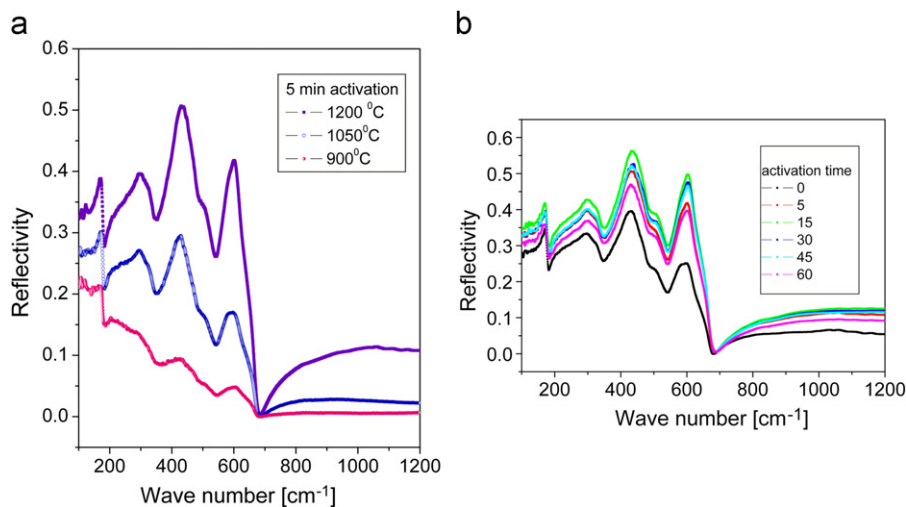 a
0.6
0.5
0.4
0.3
0.2
0.1
0.0
Reflectivity
5 min activation
1200 ⁰C
1050⁰C
900⁰C
200 400 600 800 1000 1200
Wave number [cm⁻¹]
b
0.6
0.5
0.4
0.3
0.2
0.1
0.0
Reflectivity
activation time
0
5
15
30
45
60
200 400 600 800 1000 1200
Wave number [cm⁻¹]